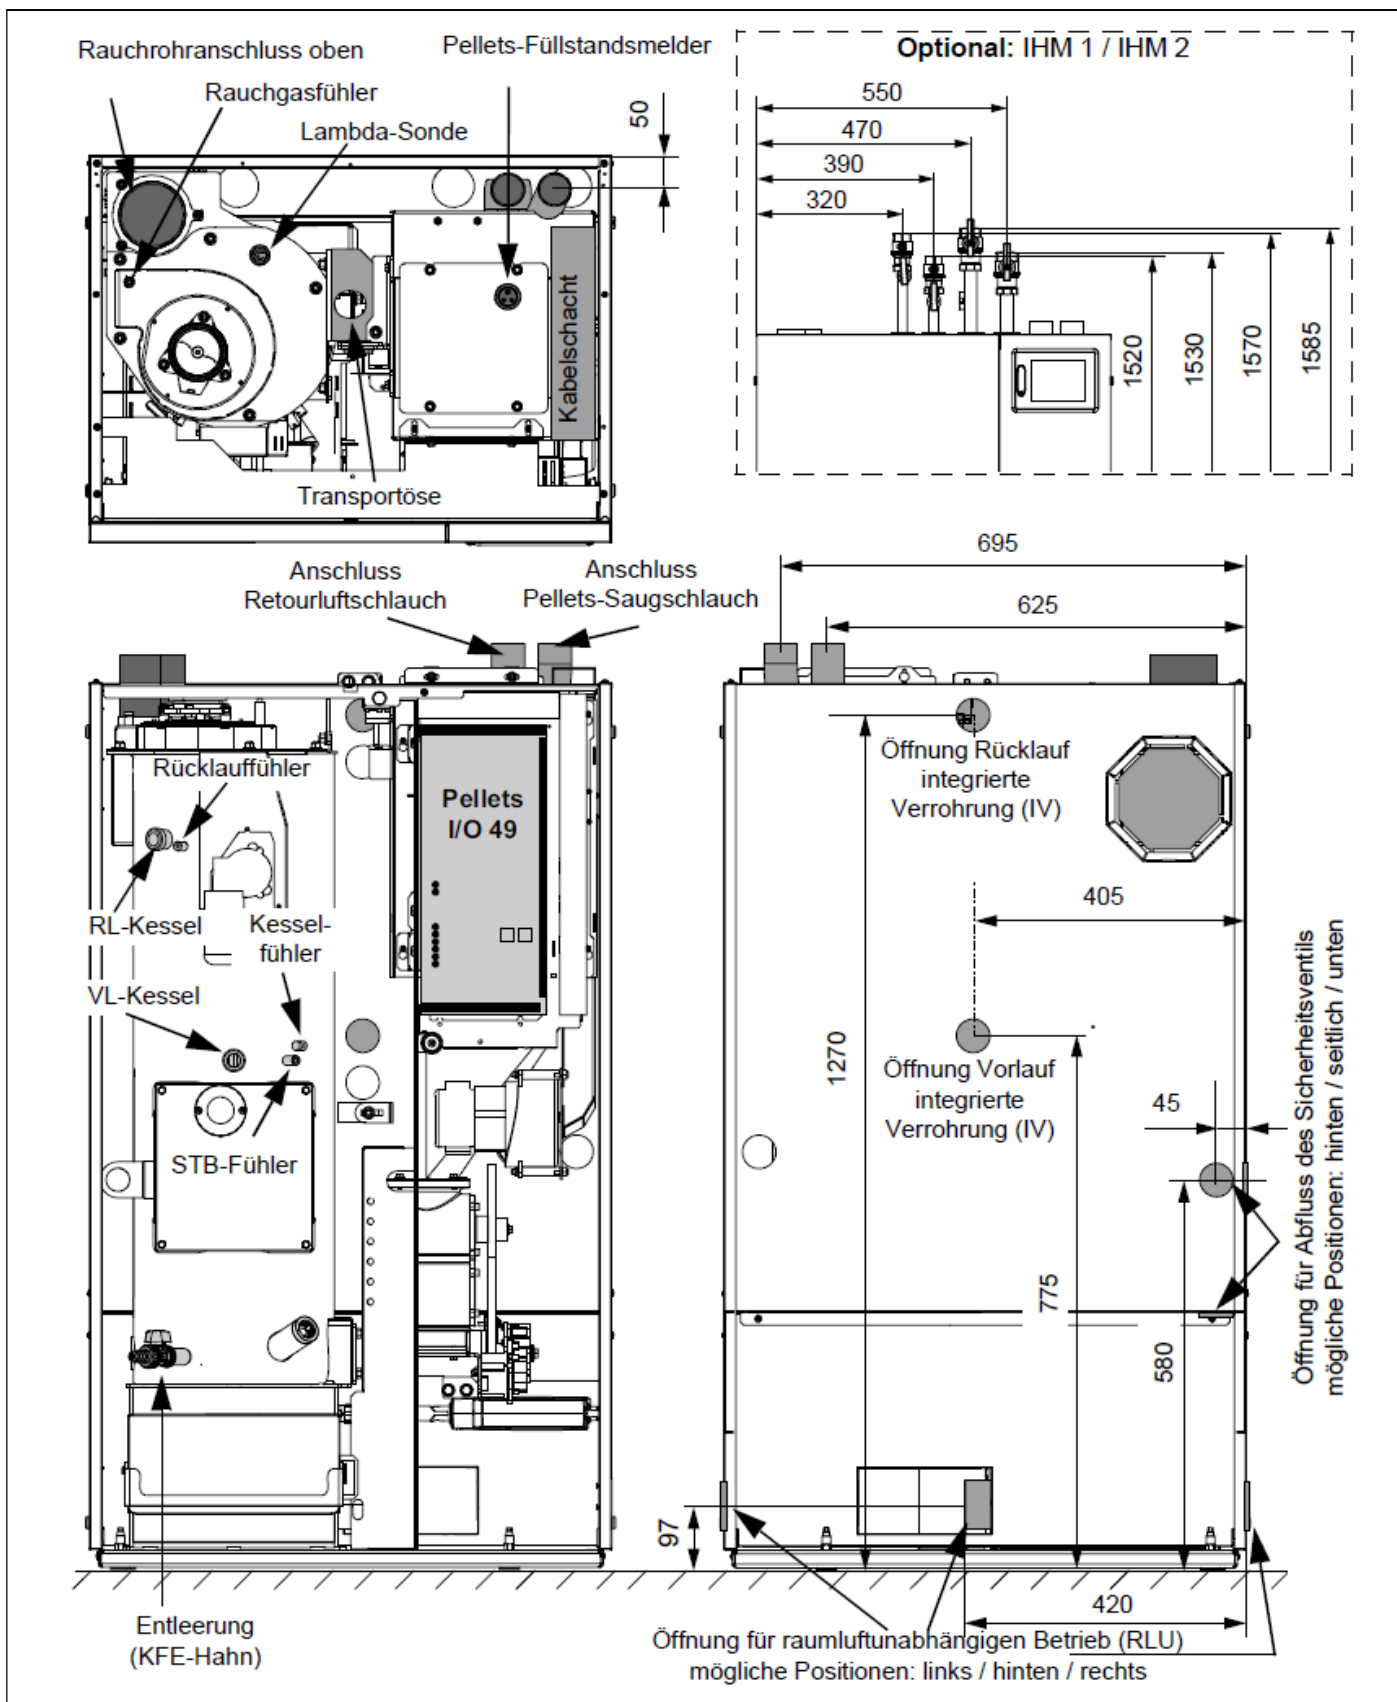 Rauchrohranschluss oben
Rauchgasfühler
Lambda-Sonde
Pellets-Füllstandsmelder
50
Kabelschacht
Transportöse
Optional: IHM 1 / IHM 2
550
470
390
320
1520
1530
1570
1585
Anschluss
Retourluftschlauch
Anschluss
Pellets-Saugschlauch
Rücklauffühler
Pellets
I/O 49
RL-Kessel
Kessel-
fühler
VL-Kessel
STB-Fühler
Entleerung
(KFE-Hahn)
695
625
Öffnung Rücklauf
integrierte
Verrohrung (IV)
405
1270
Öffnung Vorlauf
integrierte
Verrohrung (IV)
45
775
580
97
420
Öffnung für Abfluss des Sicherheitsventils
mögliche Positionen: hinten / seitlich / unten
Öffnung für raumluftunabhängigen Betrieb (RLU)
mögliche Positionen: links / hinten / rechts